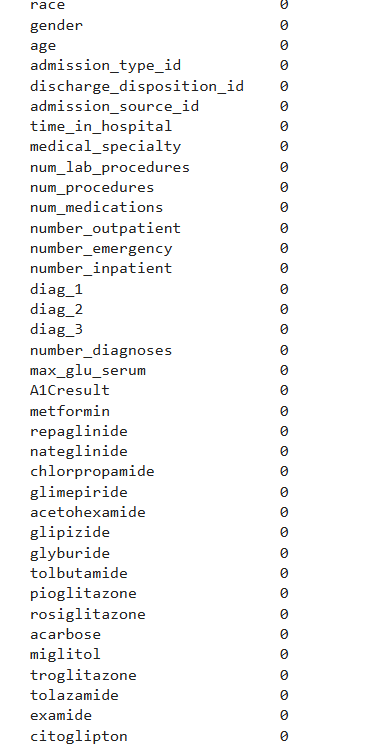 race 0
gender 0
age 0
admission_type_id 0
discharge_disposition_id 0
admission_source_id 0
time_in_hospital 0
medical_specialty 0
num_lab_procedures 0
num_procedures 0
num_medications 0
number_outpatient 0
number_emergency 0
number_inpatient 0
diag_1 0
diag_2 0
diag_3 0
number_diagnoses 0
max_glu_serum 0
A1Cresult 0
metformin 0
repaglinide 0
nateglinide 0
chlorpropamide 0
glimepiride 0
acetohexamide 0
glipizide 0
glyburide 0
tolbutamide 0
pioglitazone 0
rosiglitazone 0
acarbose 0
miglitol 0
troglitazone 0
tolazamide 0
examide 0
citoglipton 0